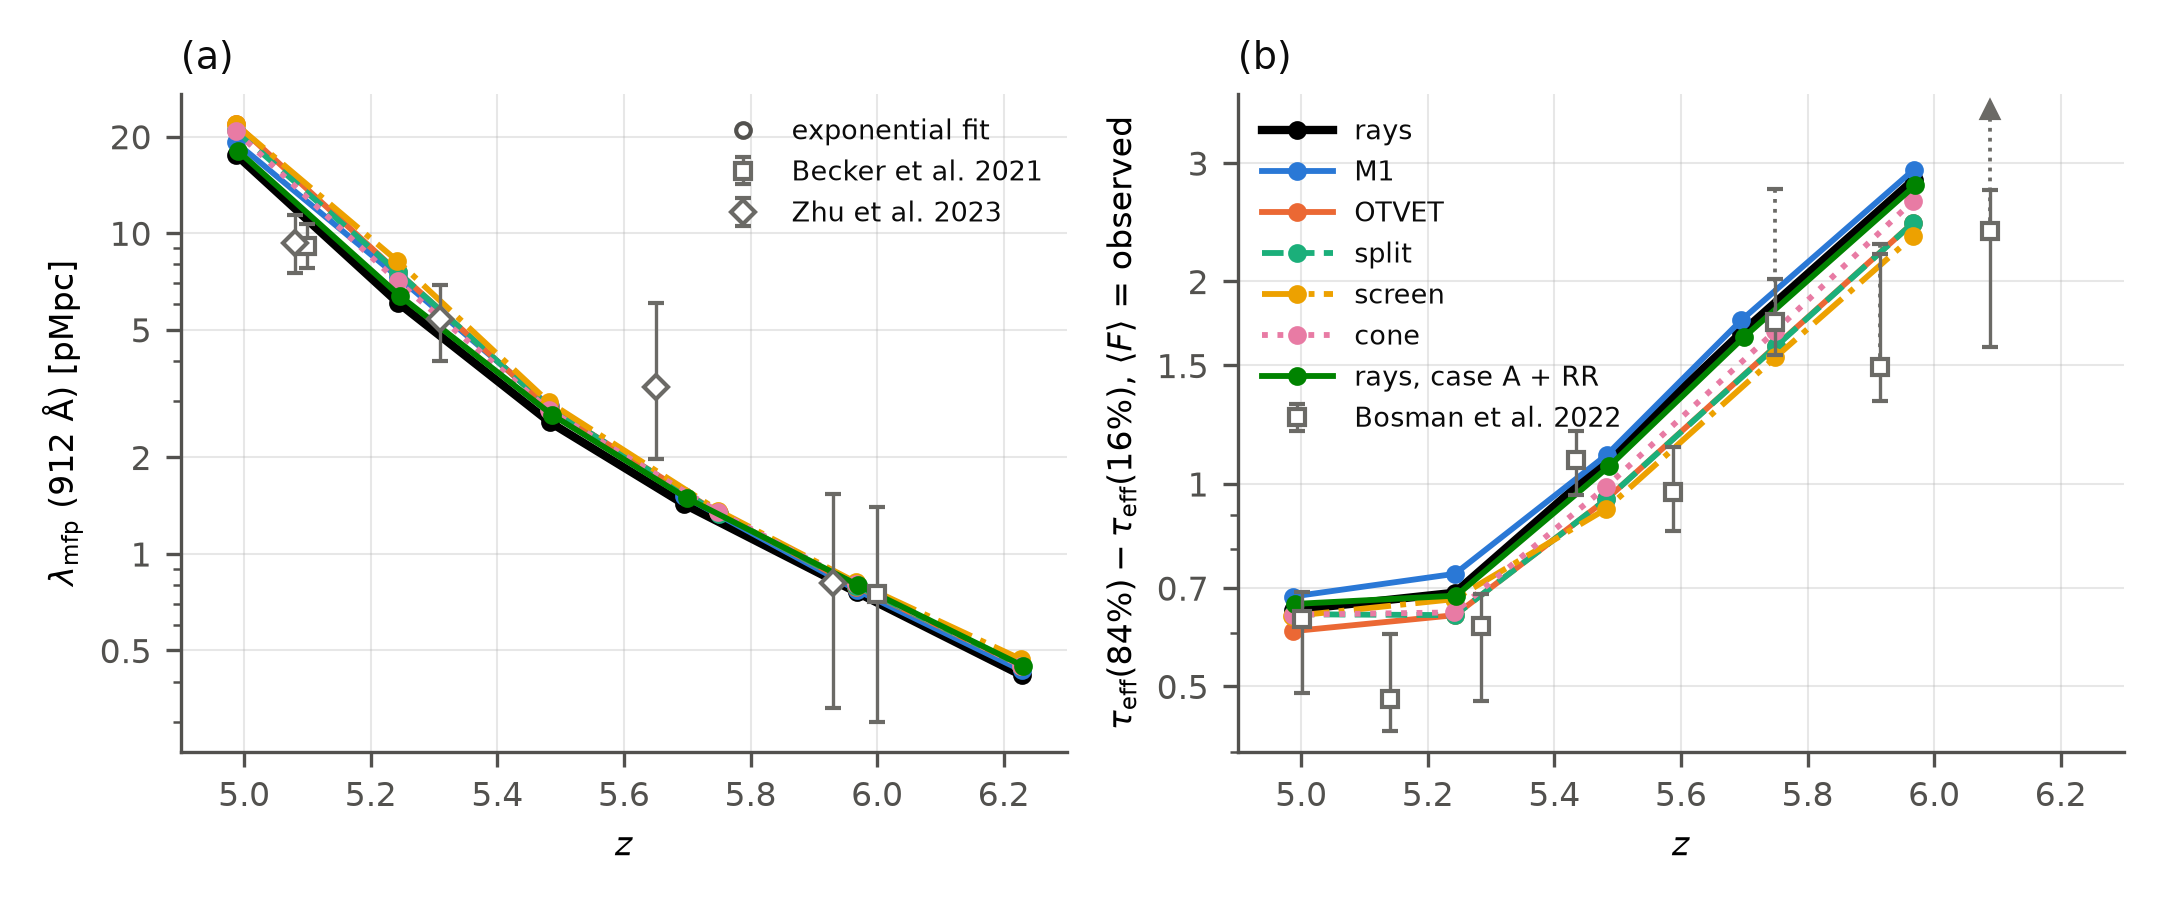 (a)
λmfp (912 Å) [pMpc]
20
10
5
2
1
0.5
5.0 5.2 5.4 5.6 5.8 6.0 6.2
z
exponential fit
Becker et al. 2021
Zhu et al. 2023
(b)
τeff(84%) − τeff(16%), ⟨F⟩ = observed
3
2
1.5
1
0.7
0.5
5.0 5.2 5.4 5.6 5.8 6.0 6.2
z
rays
M1
OTVET
split
screen
cone
rays, case A + RR
Bosman et al. 2022